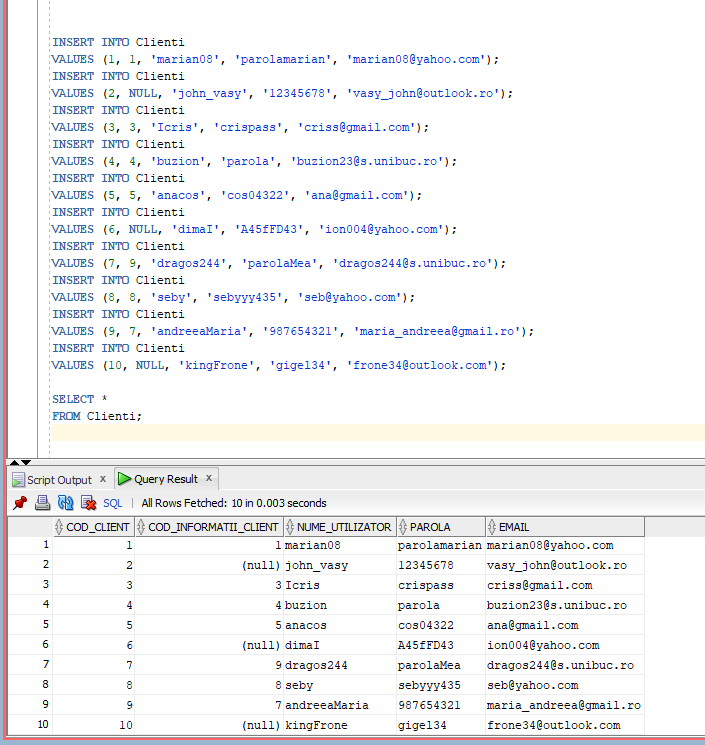 INSERT INTO Clienti
VALUES (1, 1, 'marian08', 'parolamarian', 'marian08@yahoo.com');
INSERT INTO Clienti
VALUES (2, NULL, 'john_vasy', '12345678', 'vasy_john@outlook.ro');
INSERT INTO Clienti
VALUES (3, 3, 'Icris', 'crispass', 'criss@gmail.com');
INSERT INTO Clienti
VALUES (4, 4, 'buzion', 'parola', 'buzion23@s.unibuc.ro');
INSERT INTO Clienti
VALUES (5, 5, 'anacos', 'cos04322', 'ana@gmail.com');
INSERT INTO Clienti
VALUES (6, NULL, 'dimaI', 'A45fFD43', 'ion004@yahoo.com');
INSERT INTO Clienti
VALUES (7, 9, 'dragos244', 'parolaMea', 'dragos244@s.unibuc.ro');
INSERT INTO Clienti
VALUES (8, 8, 'seby', 'sebyyy435', 'seb@yahoo.com');
INSERT INTO Clienti
VALUES (9, 7, 'andreeaMaria', '987654321', 'maria_andreea@gmail.ro');
INSERT INTO Clienti
VALUES (10, NULL, 'kingFrone', 'gigel34', 'frone34@outlook.com');
SELECT *
FROM Clienti;
Script Output x Query Result x
SQL | All Rows Fetched: 10 in 0.003 seconds
COD_CLIENT COD_INFORMATII_CLIENT NUME_UTILIZATOR PAROLA EMAIL
1 1 1 marian08 parolamarian marian08@yahoo.com
2 2 (null) john_vasy 12345678 vasy_john@outlook.ro
3 3 3 Icris crispass criss@gmail.com
4 4 4 buzion parola buzion23@s.unibuc.ro
5 5 5 anacos cos04322 ana@gmail.com
6 6 (null) dimaI A45fFD43 ion004@yahoo.com
7 7 9 dragos244 parolaMea dragos244@s.unibuc.ro
8 8 8 seby sebyyy435 seb@yahoo.com
9 9 7 andreeaMaria 987654321 maria_andreea@gmail.ro
10 10 (null) kingFrone gigel34 frone34@outlook.com